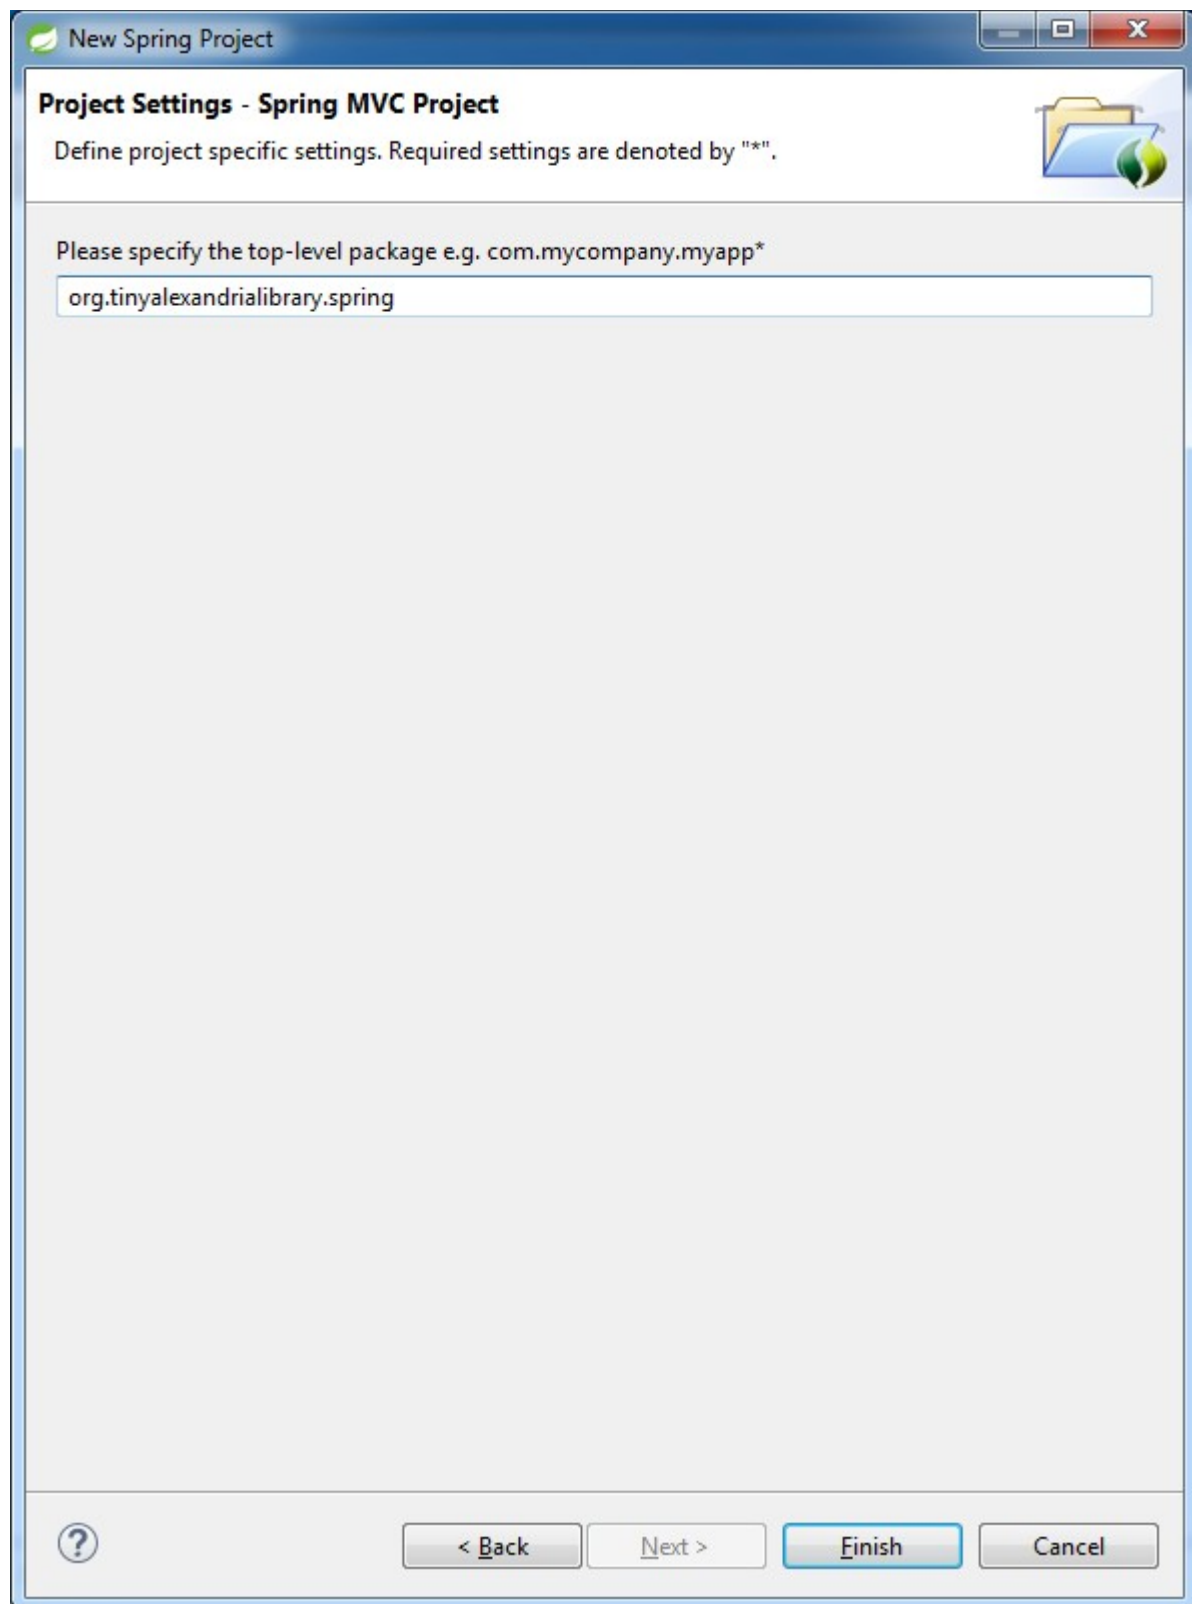 New Spring Project
Project Settings - Spring MVC Project
Define project specific settings. Required settings are denoted by "*".
Please specify the top-level package e.g. com.mycompany.myapp*
org.tinyalexandrialibrary.spring
? < Back Next > Finish Cancel